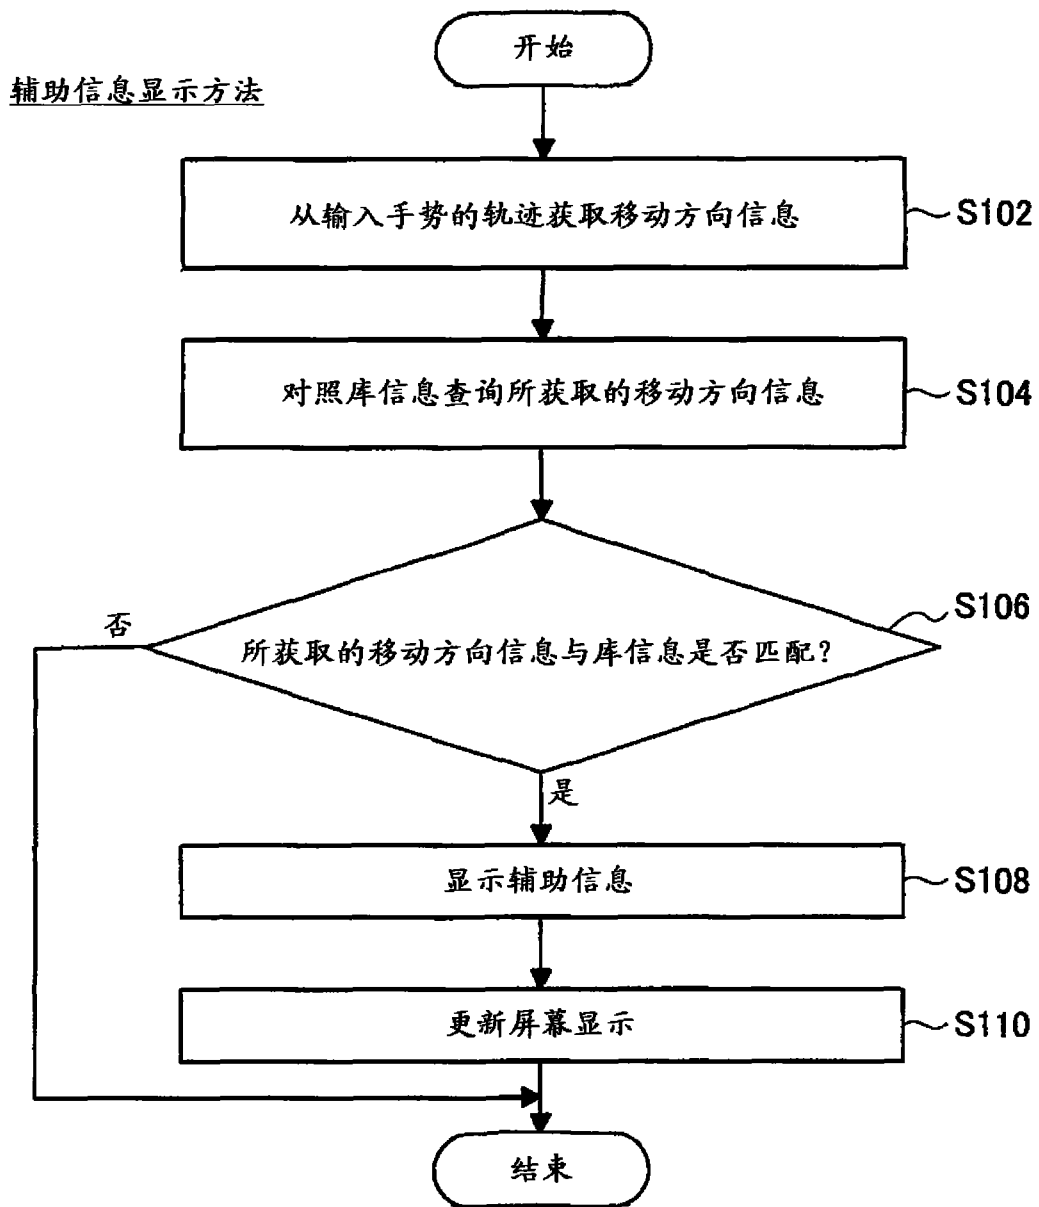 开始
辅助信息显示方法
从输入手势的轨迹获取移动方向信息
S102
对照库信息查询所获取的移动方向信息
S104
S106
否
所获取的移动方向信息与库信息是否匹配?
是
显示辅助信息
S108
更新屏幕显示
S110
结束